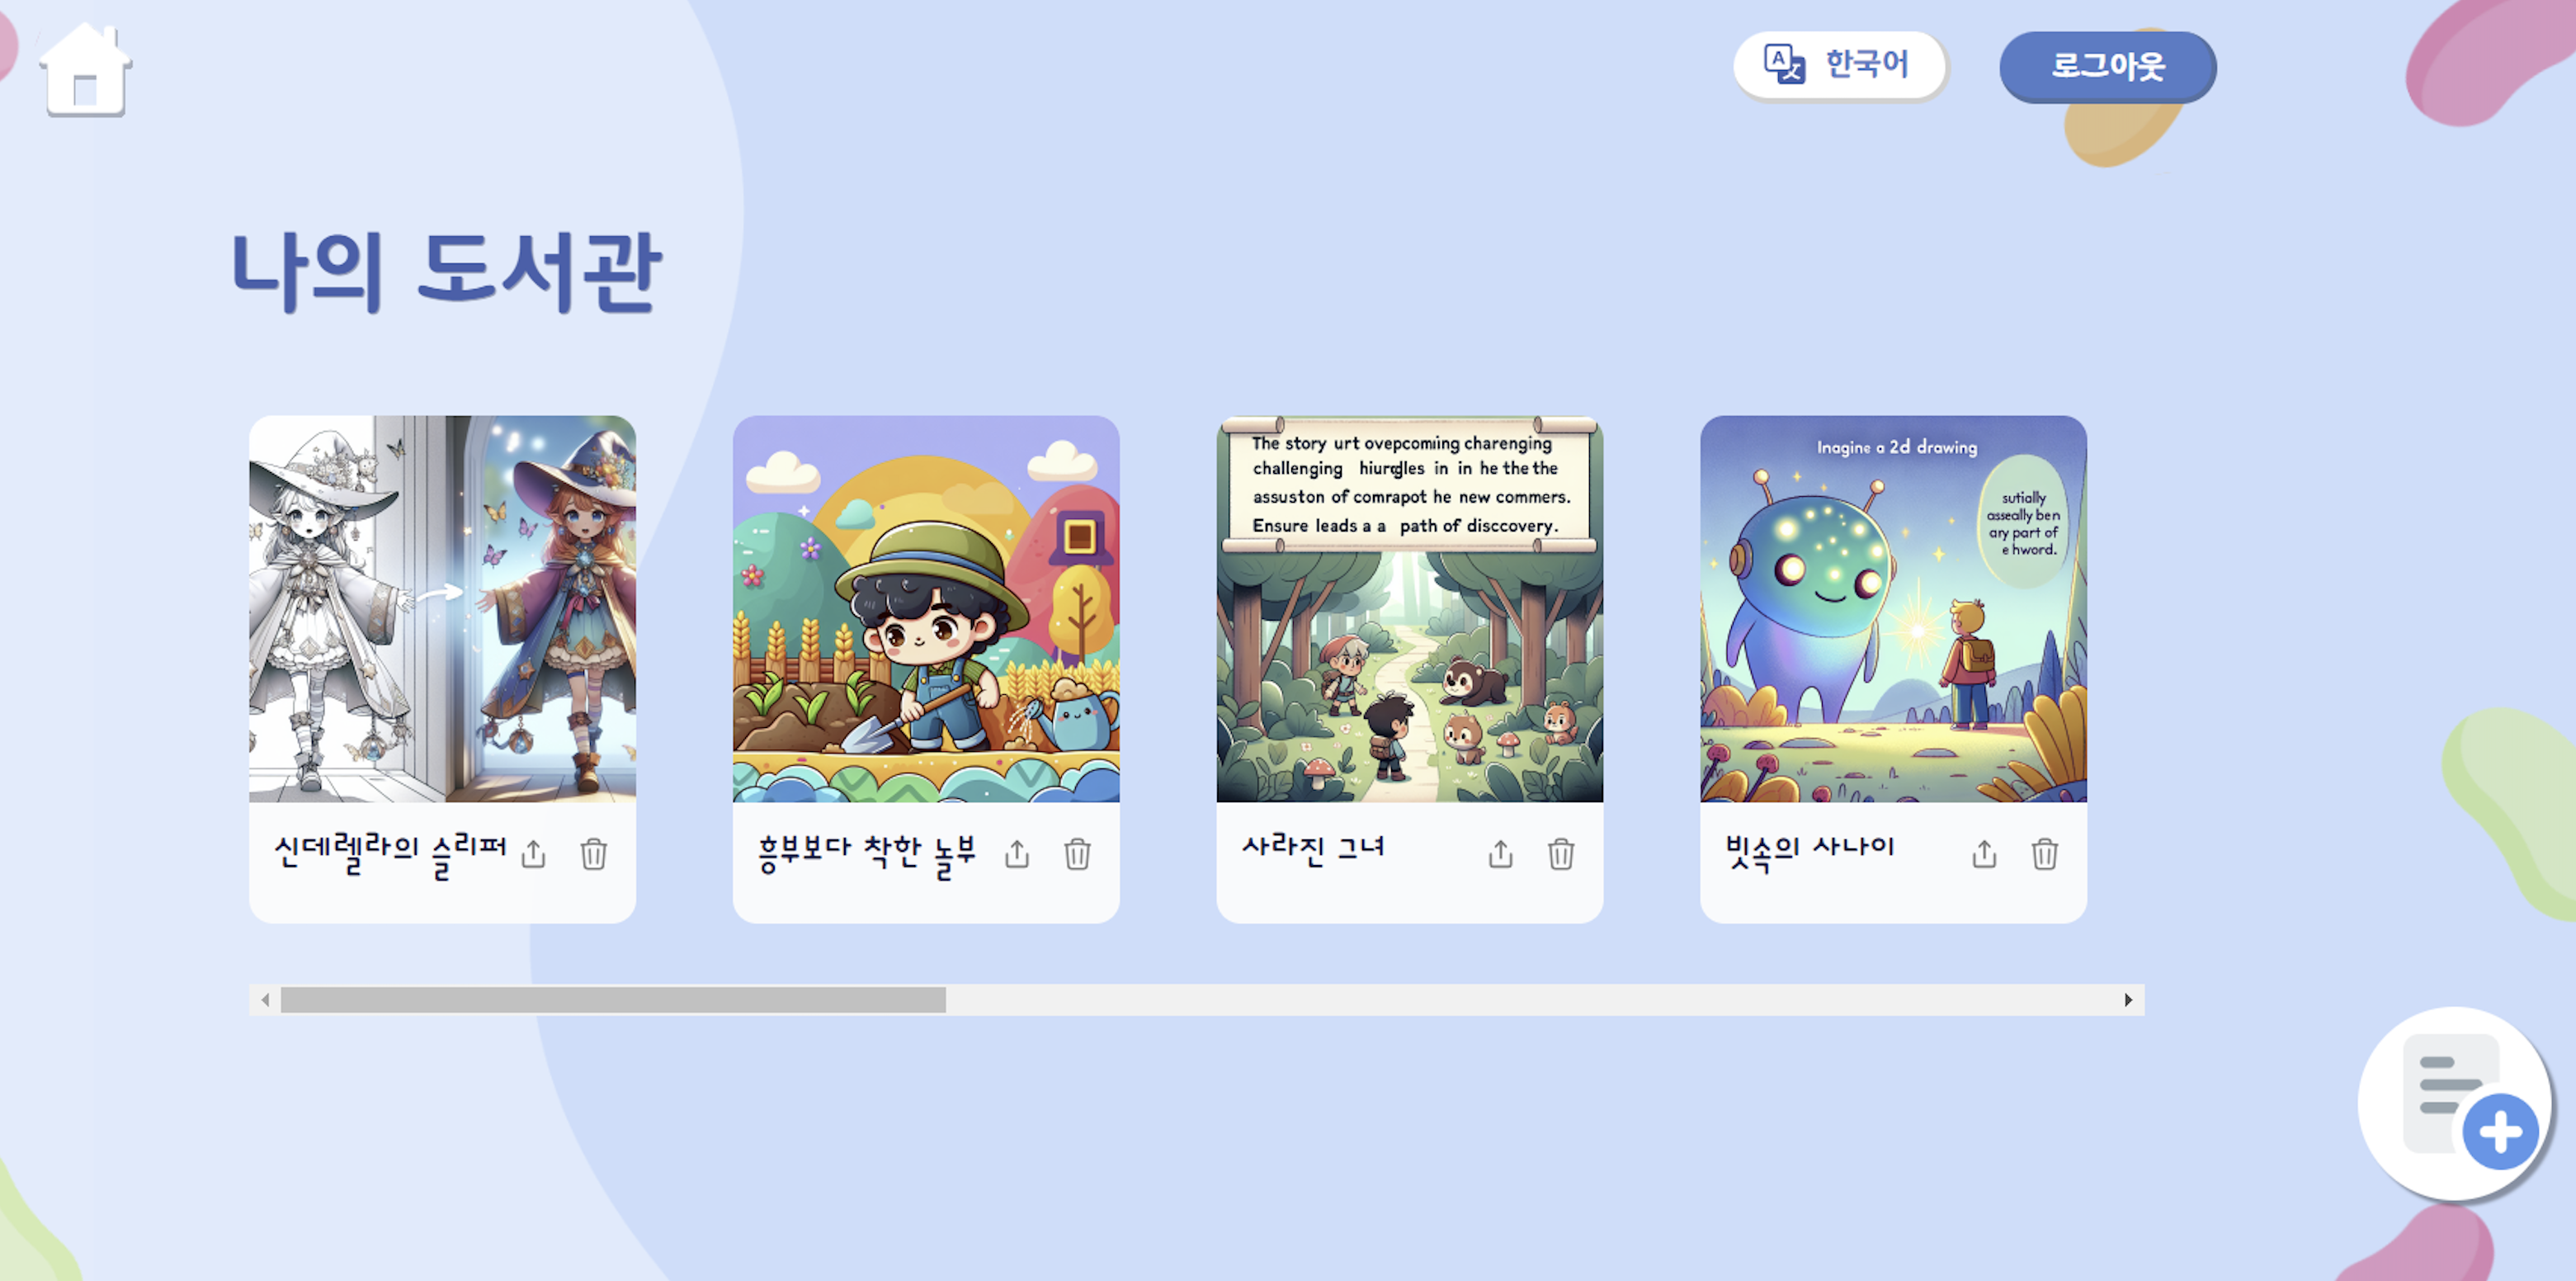 한국어
로그아웃
나의 도서관
The story urt ovepcoming charenging
challenging hiurgles in in he the the
assuston of comrapot he new commers.
Ensure leads a a path of disccovery.
Inagine a 2d drawing
sutially
asseally ben
ary part of
e hword.
신데렐라의 슬리퍼
흥부보다 착한 놀부
사라진 그녀
빗속의 사나이